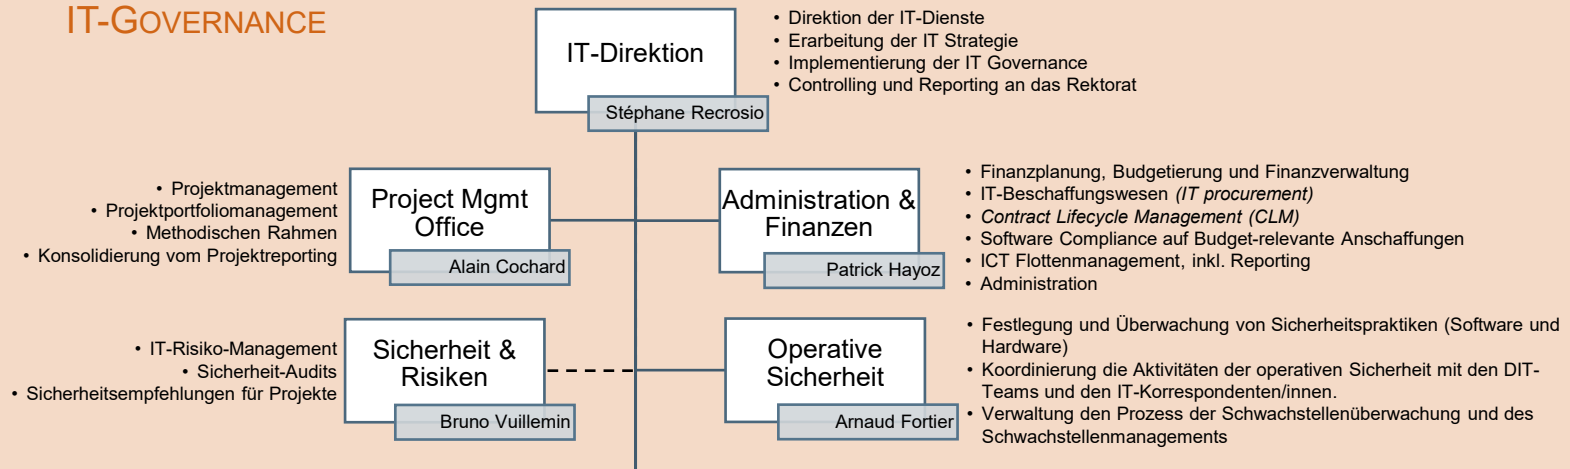 IT-GOVERNANCE
IT-Direktion
Stéphane Recrosio
• Direktion der IT-Dienste
• Erarbeitung der IT Strategie
• Implementierung der IT Governance
• Controlling und Reporting an das Rektorat
• Projektmanagement
• Projektportfoliomanagement
• Methodischen Rahmen
• Konsolidierung vom Projektreporting
Project Mgmt
Office
Alain Cochard
Administration &
Finanzen
Patrick Hayoz
• Finanzplanung, Budgetierung und Finanzverwaltung
• IT-Beschaffungswesen (IT procurement)
• Contract Lifecycle Management (CLM)
• Software Compliance auf Budget-relevante Anschaffungen
• ICT Flottenmanagement, inkl. Reporting
• Administration
• IT-Risiko-Management
• Sicherheit-Audits
• Sicherheitsempfehlungen für Projekte
Sicherheit &
Risiken
Bruno Vuillemin
Operative
Sicherheit
Arnaud Fortier
• Festlegung und Überwachung von Sicherheitspraktiken (Software und
Hardware)
• Koordinierung die Aktivitäten der operativen Sicherheit mit den DIT-
Teams und den IT-Korrespondenten/innen.
• Verwaltung den Prozess der Schwachstellenüberwachung und des
Schwachstellenmanagements